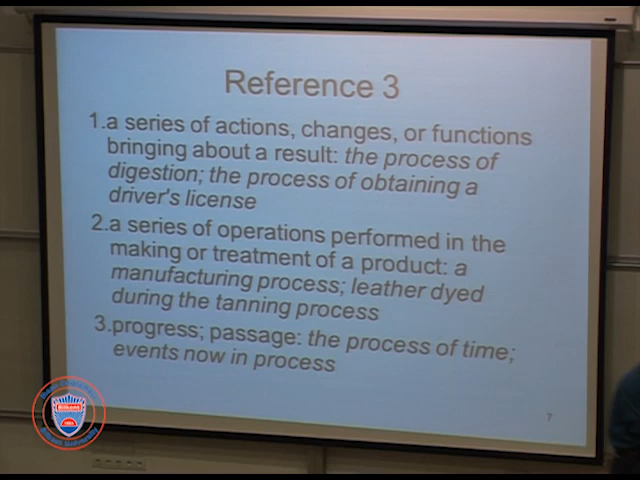 Reference 3
1.a series of actions, changes, or functions
bringing about a result: the process of
digestion; the process of obtaining a
driver's license
2.a series of operations performed in the
making or treatment of a product: a
manufacturing process; leather dyed
during the tanning process
3.progress; passage: the process of time;
events now in process
7
Bilkent